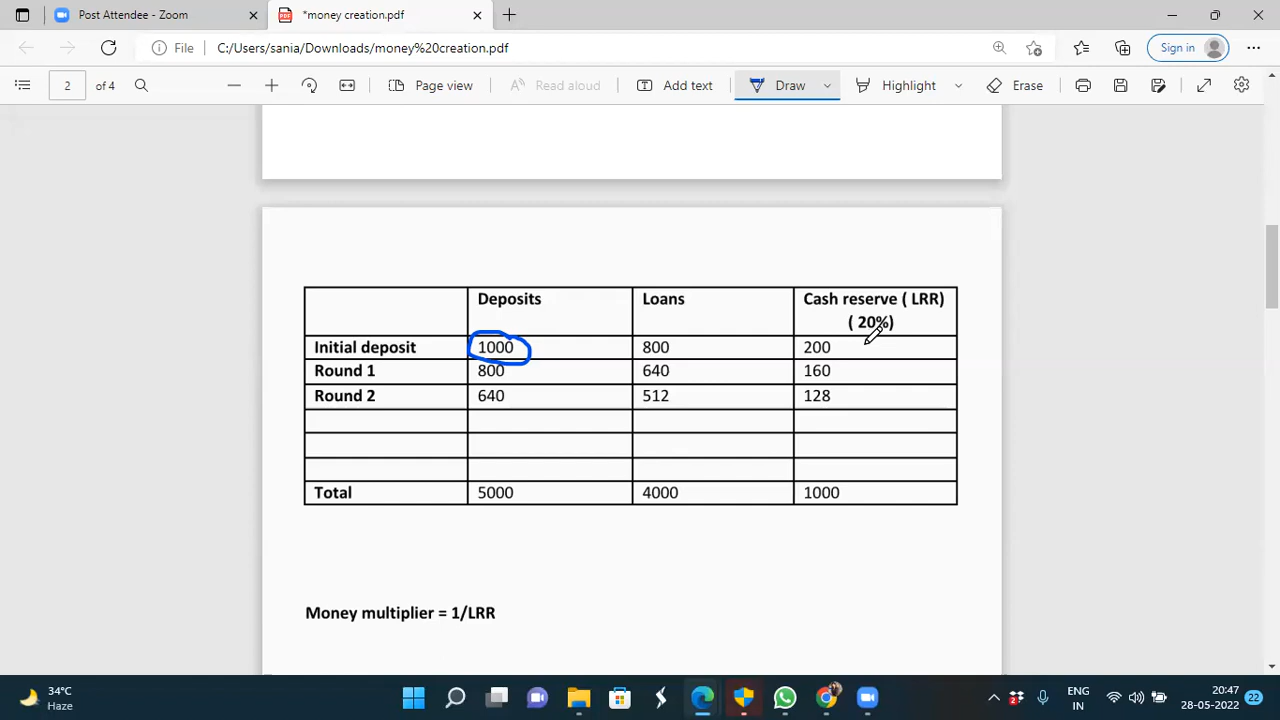 Post Attendee - Zoom
*money creation.pdf
File C:/Users/sania/Downloads/money%20creation.pdf
Sign in
2 of 4
Page view
Read aloud
Add text
Draw
Highlight
Erase
Deposits Loans Cash reserve ( LRR)
( 20%)
Initial deposit 1000 800 200
Round 1 800 640 160
Round 2 640 512 128
Total 5000 4000 1000
Money multiplier = 1/LRR
34°C
Haze
ENG
IN
20:47
28-05-2022
22
2